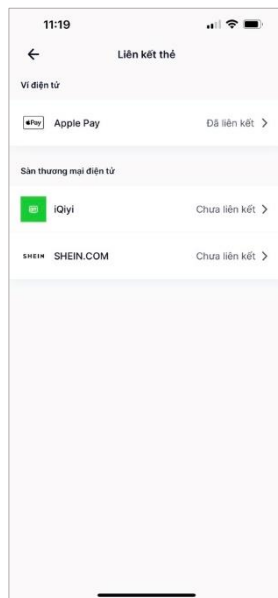 11:19
Liên kết thẻ
Ví điện tử
Pay Apple Pay Đã liên kết
Sàn thương mại điện tử
iQiyi Chưa liên kết
SHEIN SHEIN.COM Chưa liên kết